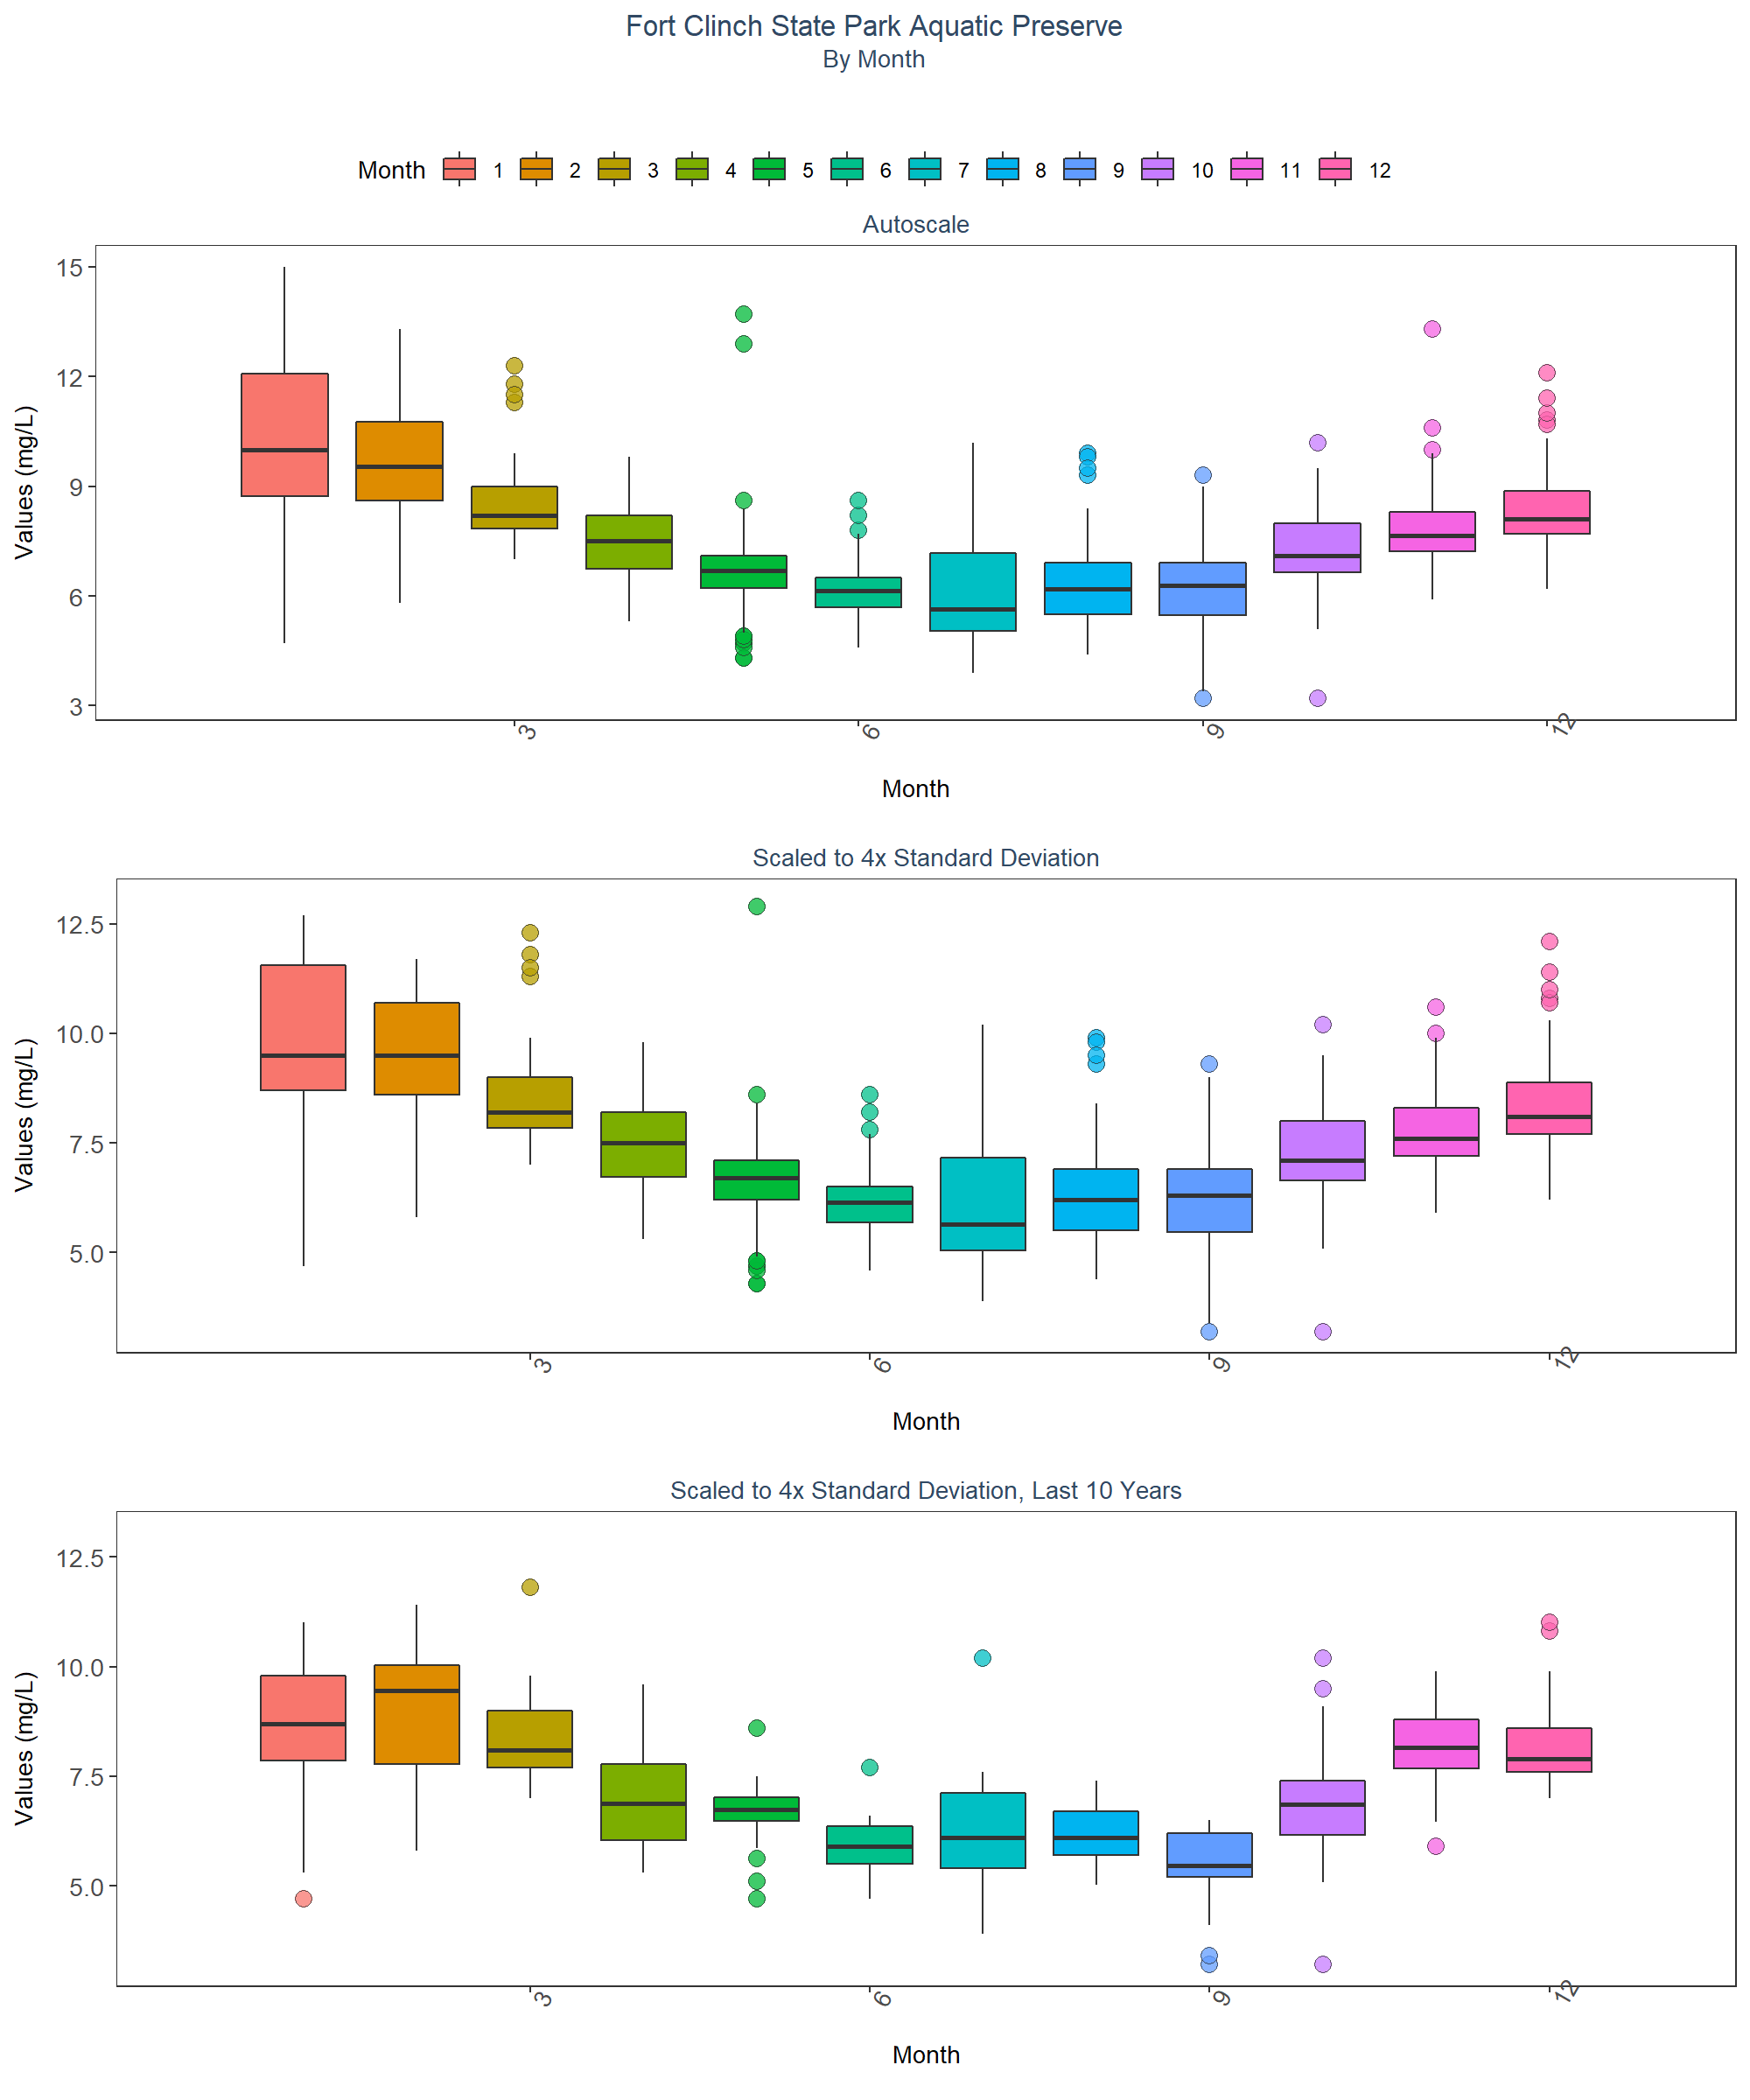 Fort Clinch State Park Aquatic Preserve
By Month
Month 1 2 3 4 5 6 7 8 9 10 11 12
Autoscale
Values (mg/L)
15
12
9
6
3
3 6 9 12
Month
Scaled to 4x Standard Deviation
Values (mg/L)
12.5
10.0
7.5
5.0
3 6 9 12
Month
Scaled to 4x Standard Deviation, Last 10 Years
Values (mg/L)
12.5
10.0
7.5
5.0
3 6 9 12
Month